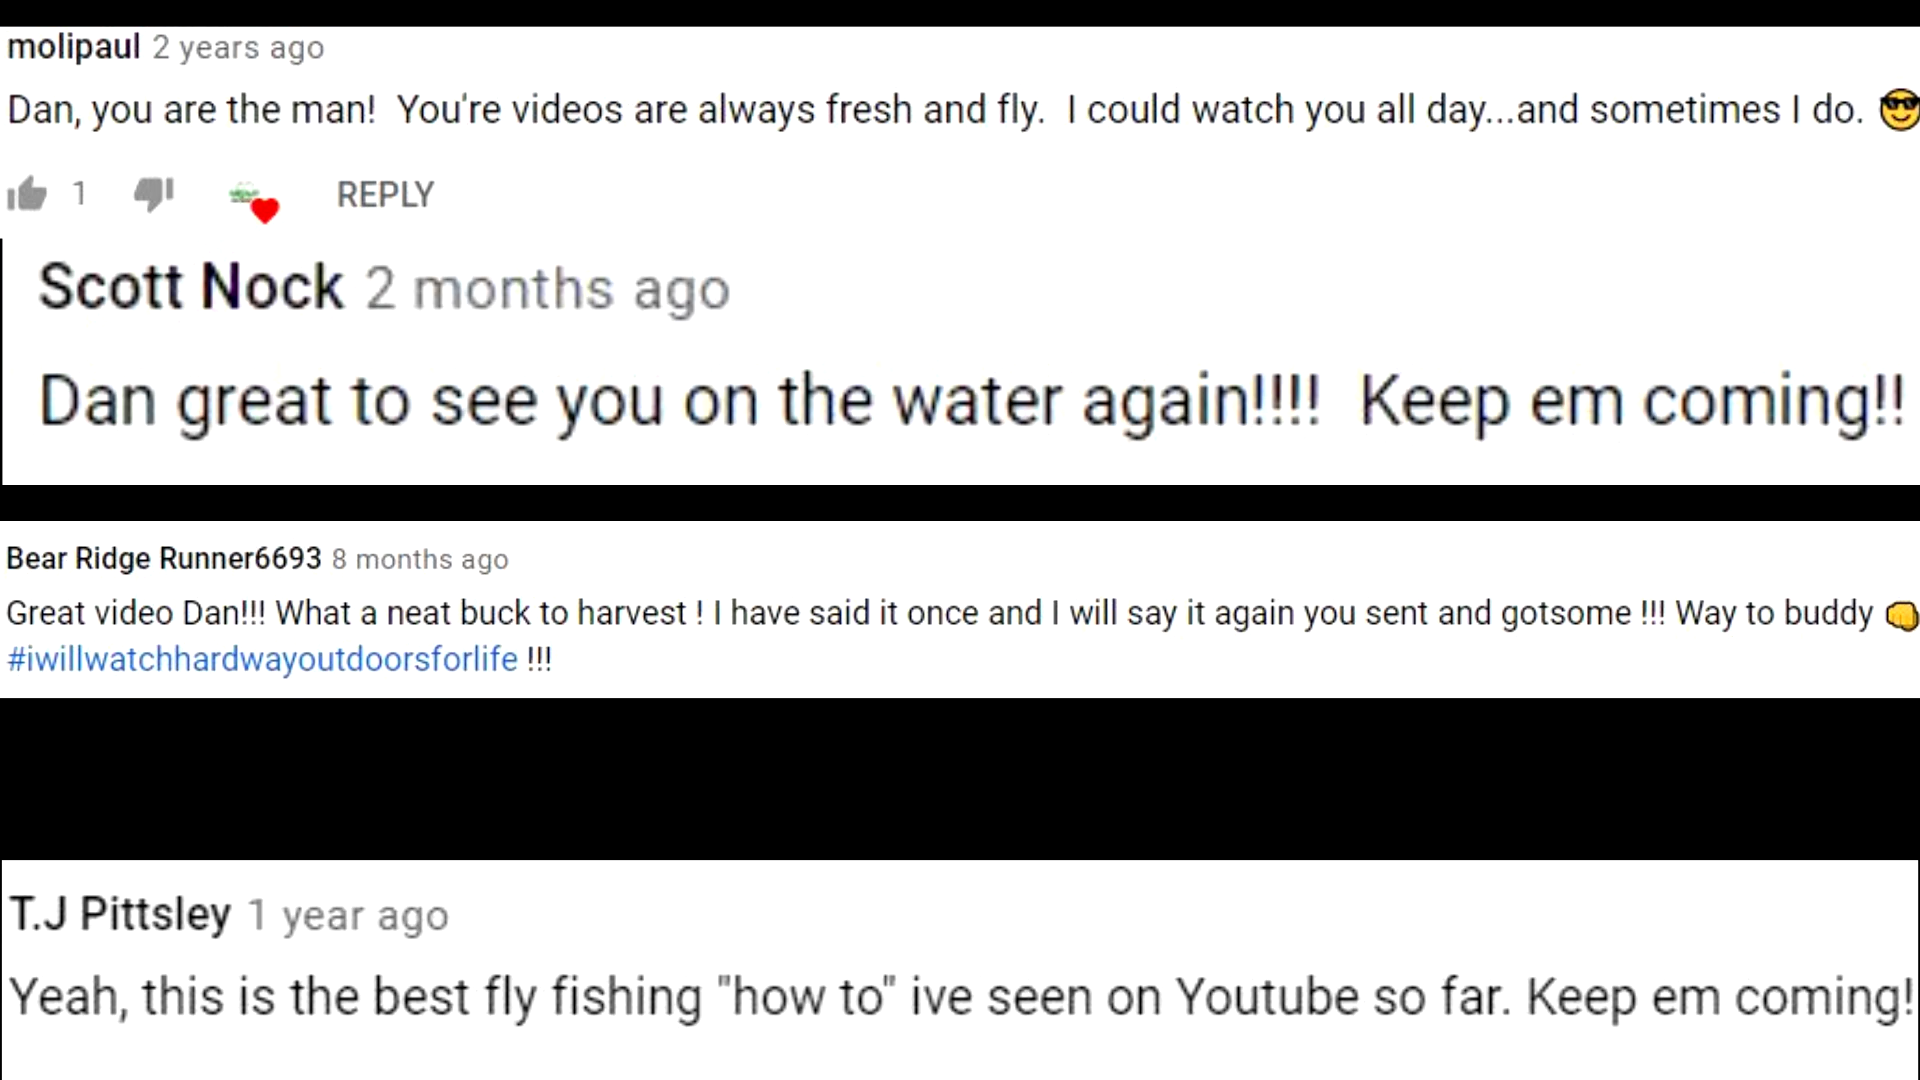 molipaul 2 years ago
Dan, you are the man!  You're videos are always fresh and fly.  I could watch you all day...and sometimes I do. 😎
1 REPLY
Scott Nock 2 months ago
Dan great to see you on the water again!!!!  Keep em coming!!
Bear Ridge Runner6693 8 months ago
Great video Dan!!! What a neat buck to harvest ! I have said it once and I will say it again you sent and gotsome !!! Way to buddy 👊
#iwillwatchhardwayoutdoorsforlife !!!
T.J Pittsley 1 year ago
Yeah, this is the best fly fishing "how to" ive seen on Youtube so far. Keep em coming!